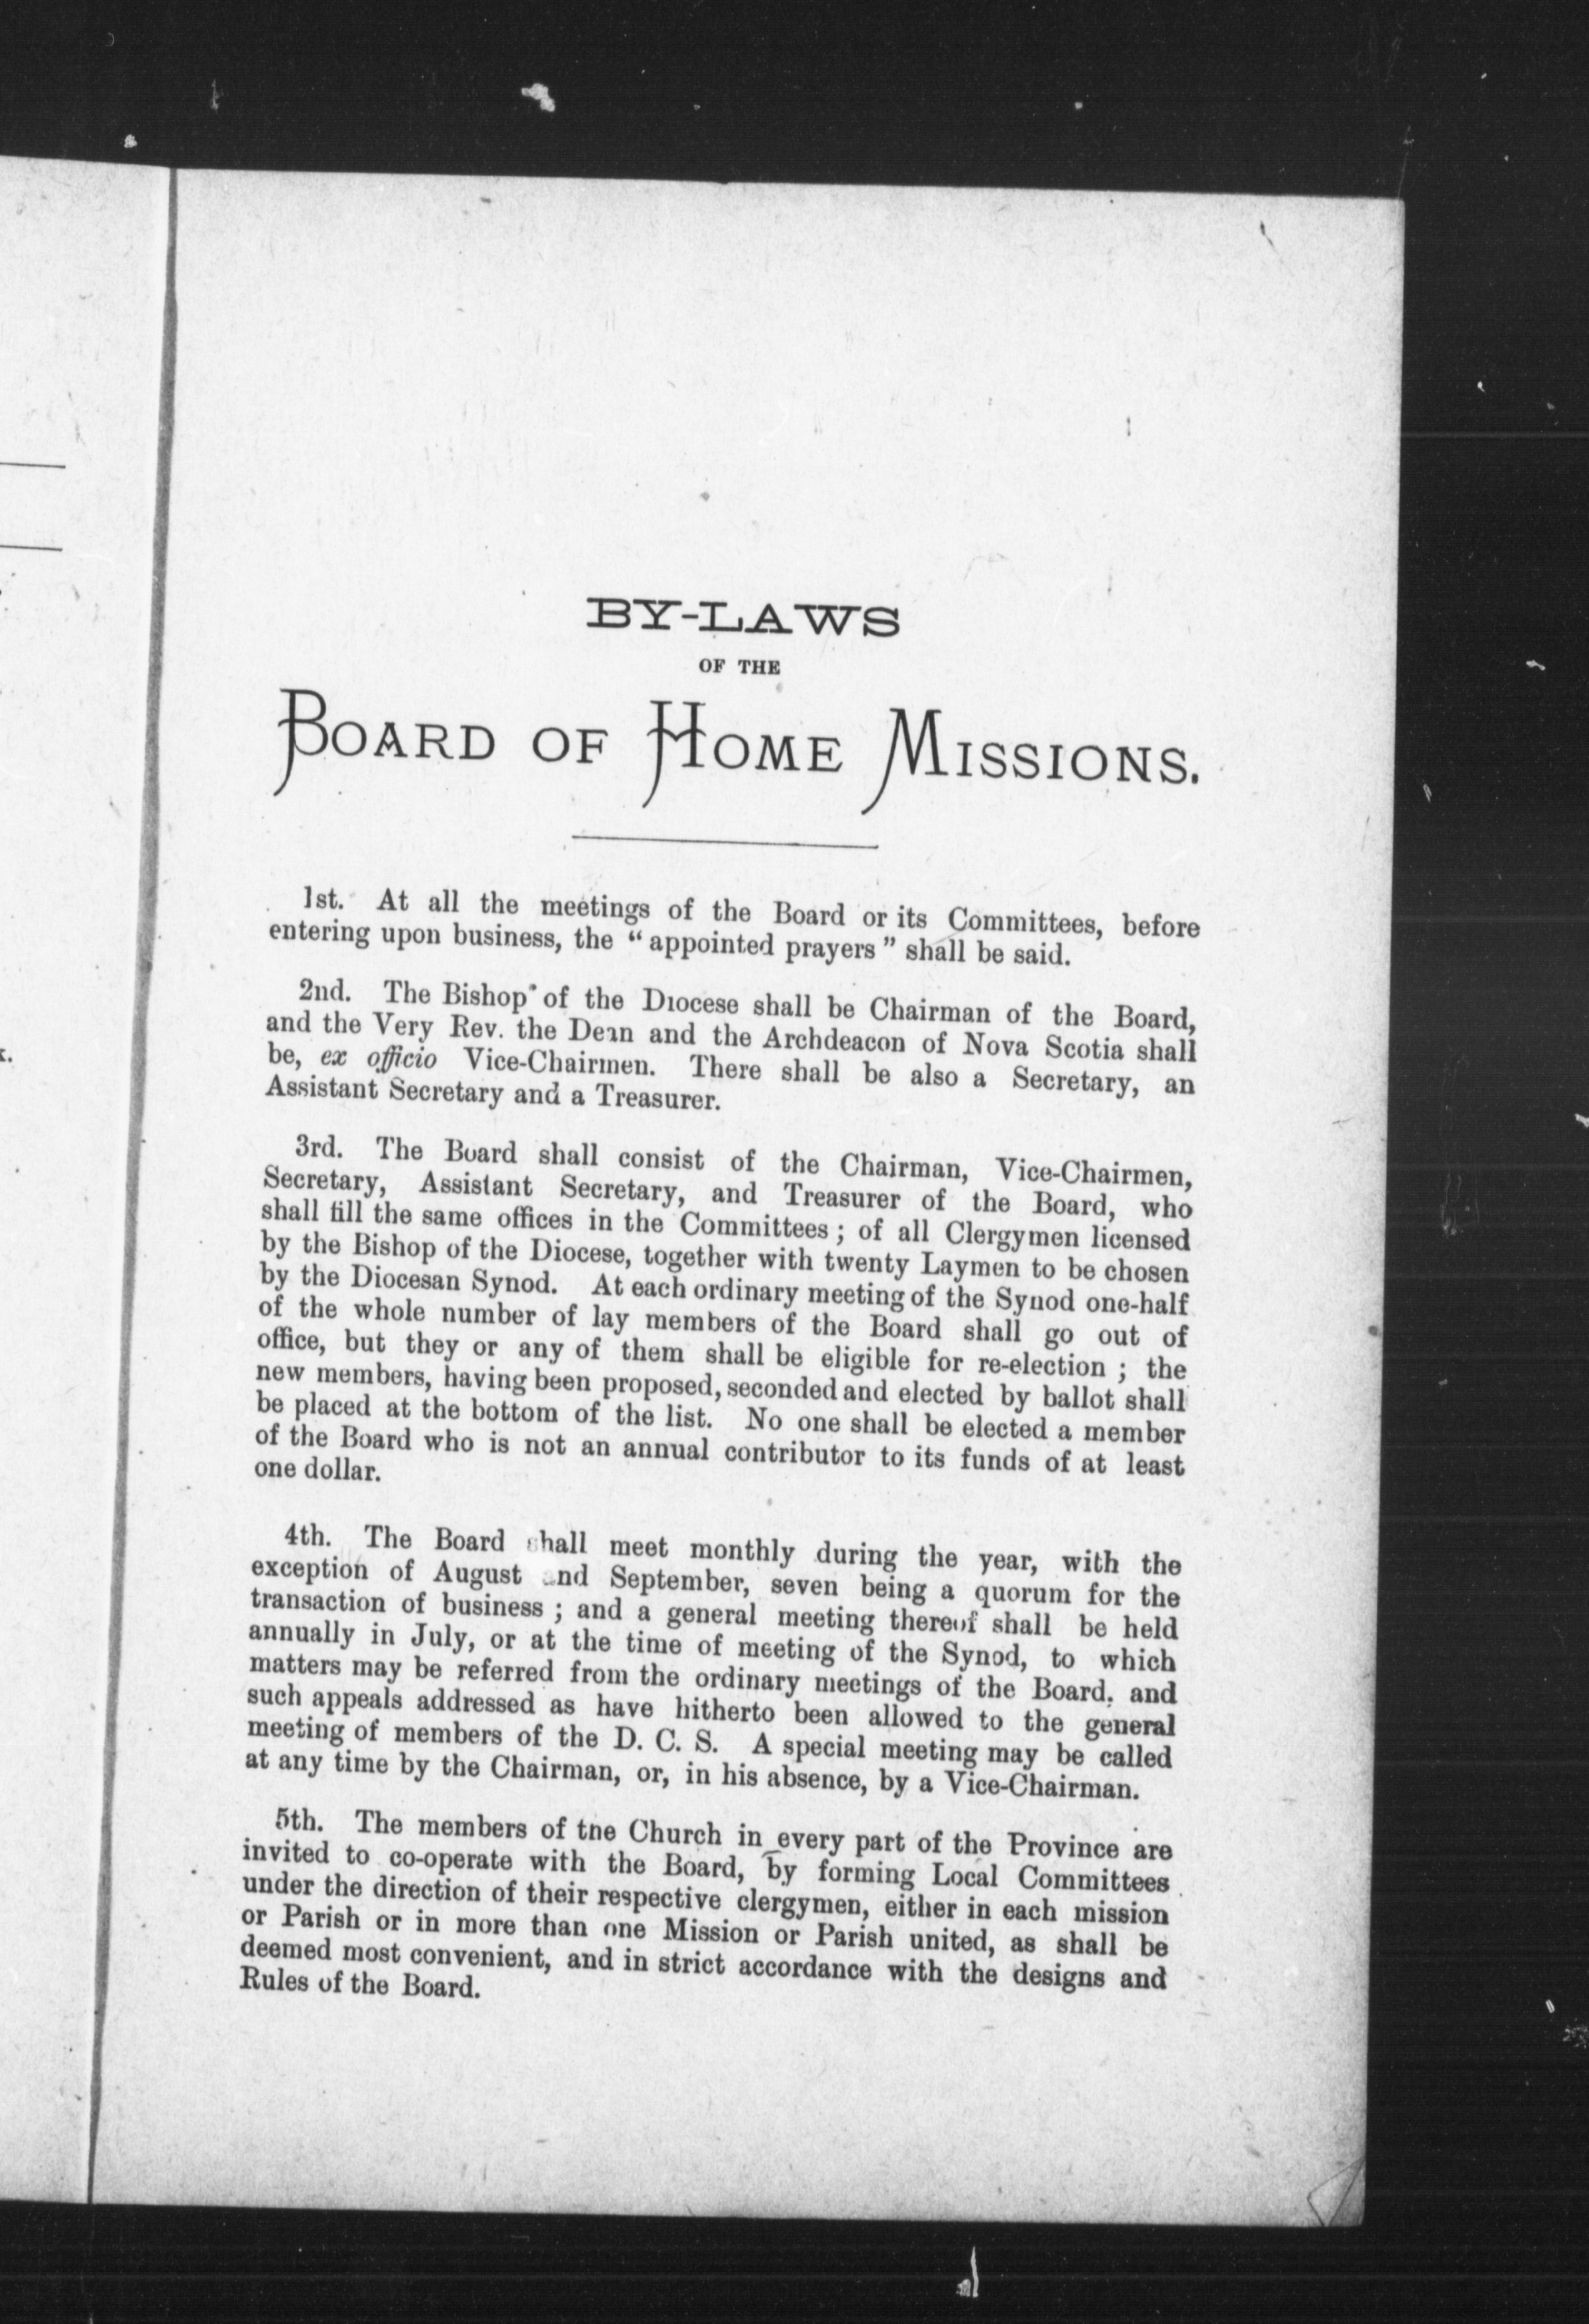 BY-LAWS
OF THE
BOARD OF HOME MISSIONS.
1st. At all the meetings of the Board or its Committees, before
entering upon business, the “appointed prayers” shall be said.
2nd. The Bishop of the Diocese shall be Chairman of the Board,
and the Very Rev. the Dean and the Archdeacon of Nova Scotia shall
be, ex officio Vice-Chairmen. There shall be also a Secretary, an
Assistant Secretary and a Treasurer.
3rd. The Board shall consist of the Chairman, Vice-Chairmen,
Secretary, Assistant Secretary, and Treasurer of the Board, who
shall fill the same offices in the Committees; of all Clergymen licensed
by the Bishop of the Diocese, together with twenty Laymen to be chosen
by the Diocesan Synod. At each ordinary meeting of the Synod one-half
of the whole number of lay members of the Board shall go out of
office, but they or any of them shall be eligible for re-election; the
new members, having been proposed, seconded and elected by ballot shall
be placed at the bottom of the list. No one shall be elected a member
of the Board who is not an annual contributor to its funds of at least
one dollar.
4th. The Board shall meet monthly during the year, with the
exception of August and September, seven being a quorum for the
transaction of business; and a general meeting thereof shall be held
annually in July, or at the time of meeting of the Synod, to which
matters may be referred from the ordinary meetings of the Board, and
such appeals addressed as have hitherto been allowed to the general
meeting of members of the D. C. S. A special meeting may be called
at any time by the Chairman, or, in his absence, by a Vice-Chairman.
5th. The members of the Church in every part of the Province are
invited to co-operate with the Board, by forming Local Committees
under the direction of their respective clergymen, either in each mission
or Parish or in more than one Mission or Parish united, as shall be
deemed most convenient, and in strict accordance with the designs and
Rules of the Board.